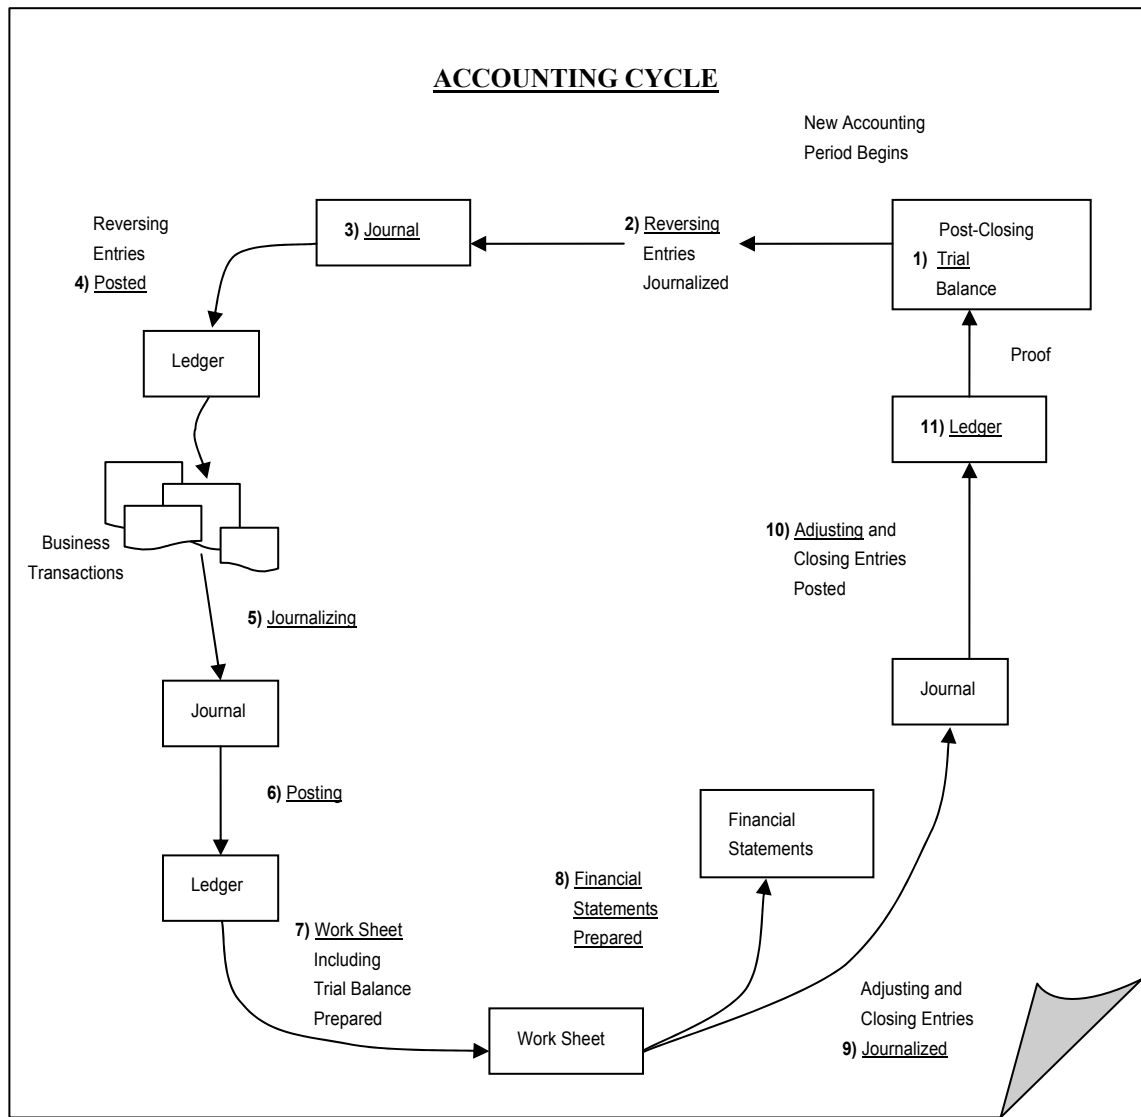 ACCOUNTING CYCLE
New Accounting
Period Begins
Post-Closing
1) Trial
Balance
2) Reversing
Entries
Journalized
3) Journal
Reversing
Entries
4) Posted
Ledger
Business
Transactions
5) Journalizing
Journal
6) Posting
Ledger
7) Work Sheet
Including
Trial Balance
Prepared
Work Sheet
8) Financial
Statements
Prepared
Financial
Statements
Adjusting and
Closing Entries
9) Journalized
Journal
10) Adjusting and
Closing Entries
Posted
11) Ledger
Proof